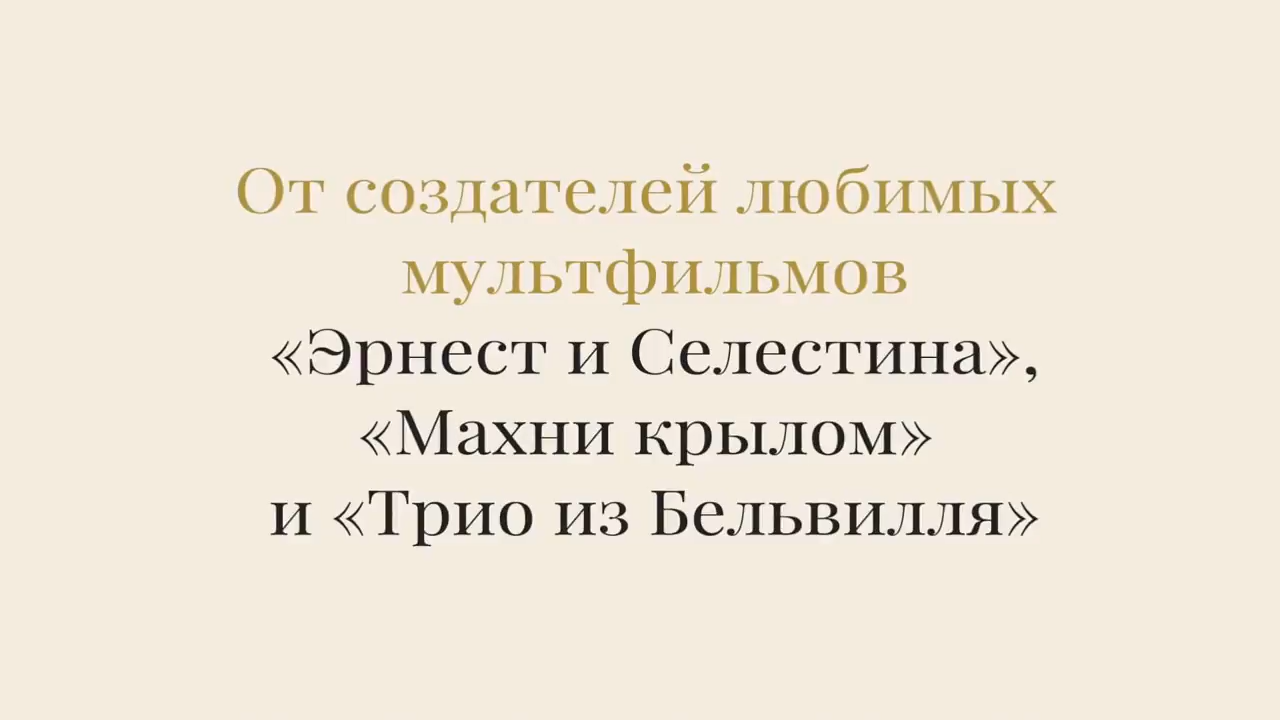 От создателей любимых
мультфильмов
«Эрнест и Селестина»,
«Махни крылом»
и «Трио из Бельвилля»